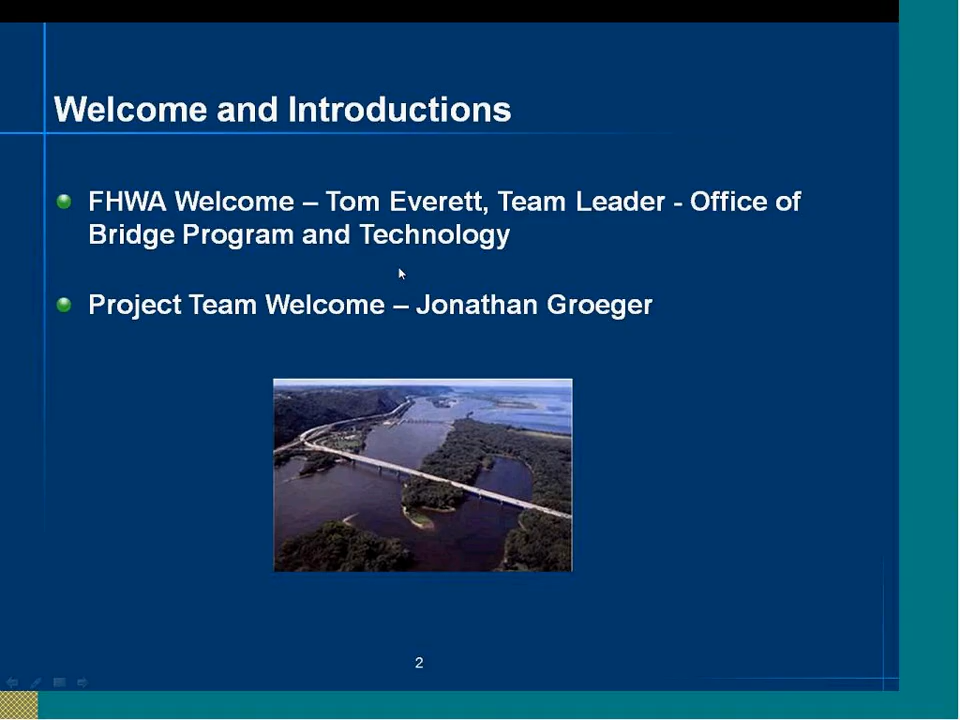 Welcome and Introductions
FHWA Welcome – Tom Everett, Team Leader - Office of
Bridge Program and Technology
Project Team Welcome – Jonathan Groeger
2